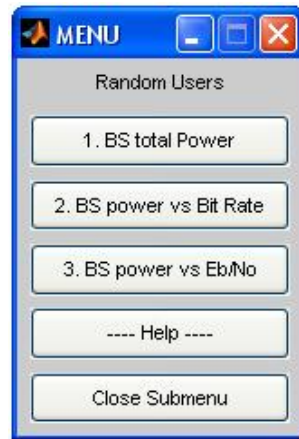 MENU
Random Users
1. BS total Power
2. BS power vs Bit Rate
3. BS power vs Eb/No
---- Help ----
Close Submenu